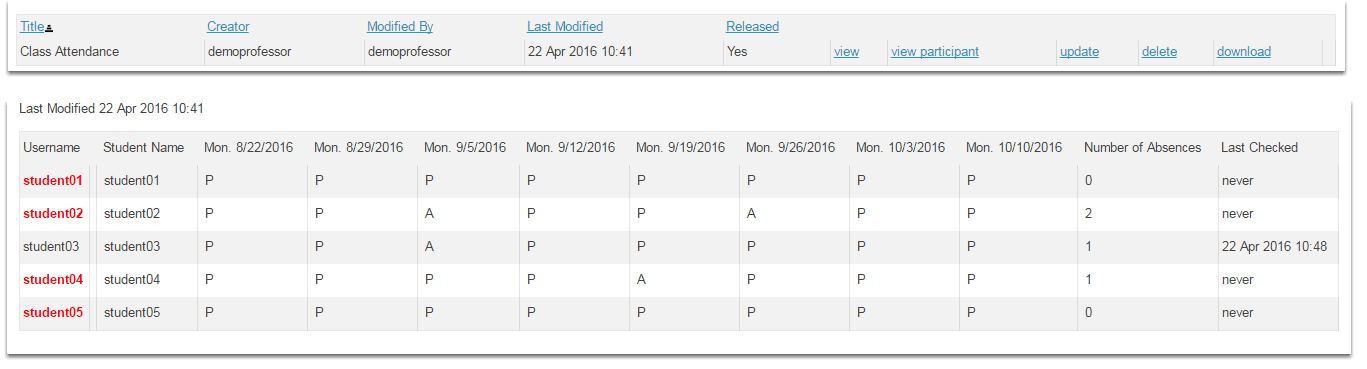 Title Creator Modified By Last Modified Released
Class Attendance demoprofessor demoprofessor 22 Apr 2016 10:41 Yes view view participant update delete download
Last Modified 22 Apr 2016 10:41
Username Student Name Mon. 8/22/2016 Mon. 8/29/2016 Mon. 9/5/2016 Mon. 9/12/2016 Mon. 9/19/2016 Mon. 9/26/2016 Mon. 10/3/2016 Mon. 10/10/2016 Number of Absences Last Checked
student01 student01 P P P P P P P P 0 never
student02 student02 P P A P P A P P 2 never
student03 student03 P P A P P P P P 1 22 Apr 2016 10:48
student04 student04 P P P P A P P P 1 never
student05 student05 P P P P P P P P 0 never